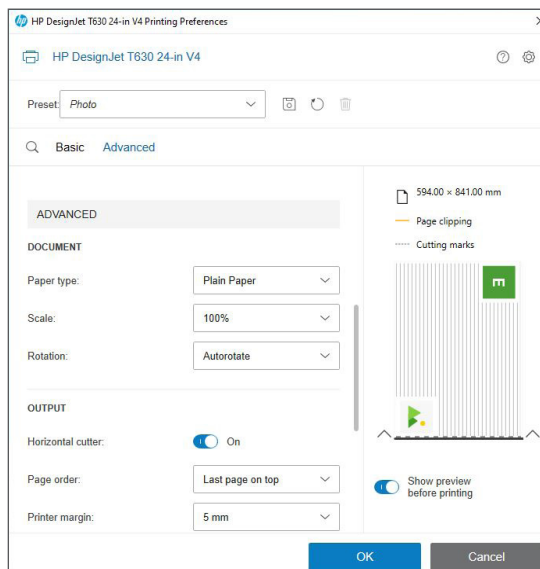 HP DesignJet T630 24-in V4 Printing Preferences
HP DesignJet T630 24-in V4
Preset: Photo
Basic Advanced
ADVANCED
DOCUMENT
Paper type: Plain Paper
Scale: 100%
Rotation: Autorotate
OUTPUT
Horizontal cutter: On
Page order: Last page on top
Printer margin: 5 mm
594.00 × 841.00 mm
Page clipping
Cutting marks
Show preview
before printing
OK Cancel